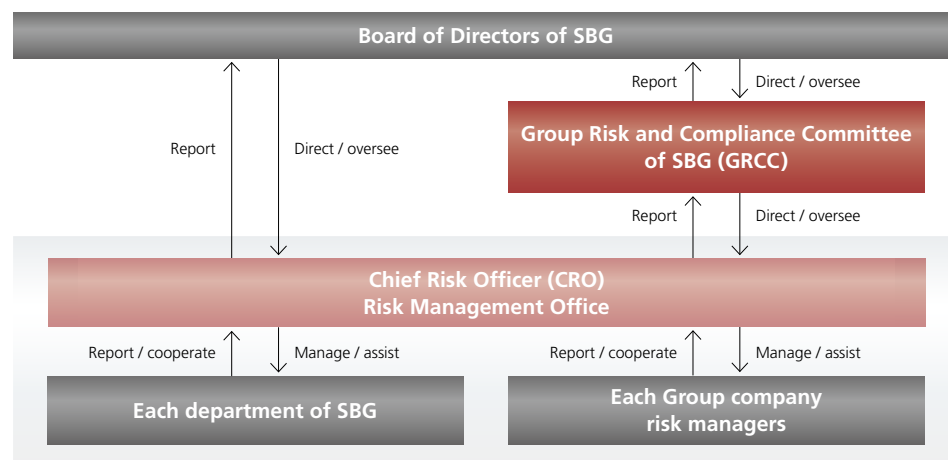 Board of Directors of SBG
Report
Direct / oversee
Group Risk and Compliance Committee
of SBG (GRCC)
Report
Direct / oversee
Report
Direct / oversee
Chief Risk Officer (CRO)
Risk Management Office
Report / cooperate
Manage / assist
Report / cooperate
Manage / assist
Each department of SBG
Each Group company
risk managers